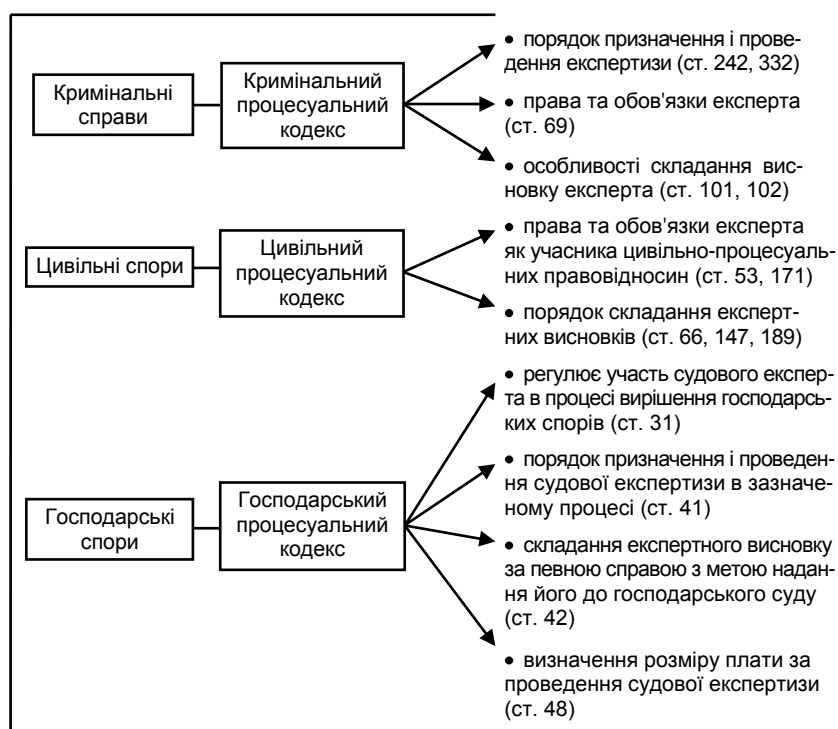 Кримінальні
справи
Кримінальний
процесуальний
кодекс
• порядок призначення і прове-
дення експертизи (ст. 242, 332)
• права та обов'язки експерта
(ст. 69)
• особливості складання вис-
новку експерта (ст. 101, 102)
Цивільні спори
Цивільний
процесуальний
кодекс
• права та обов'язки експерта
як учасника цивільно-процесуаль-
них правовідносин (ст. 53, 171)
• порядок складання експерт-
них висновків (ст. 66, 147, 189)
Господарські
спори
Господарський
процесуальний
кодекс
• регулює участь судового експер-
та в процесі вирішення господарсь-
ких спорів (ст. 31)
• порядок призначення і проведен-
ня судової експертизи в зазначе-
ному процесі (ст. 41)
• складання експертного висновку
за певною справою з метою надан-
ня його до господарського суду
(ст. 42)
• визначення розміру плати за
проведення судової експертизи
(ст. 48)